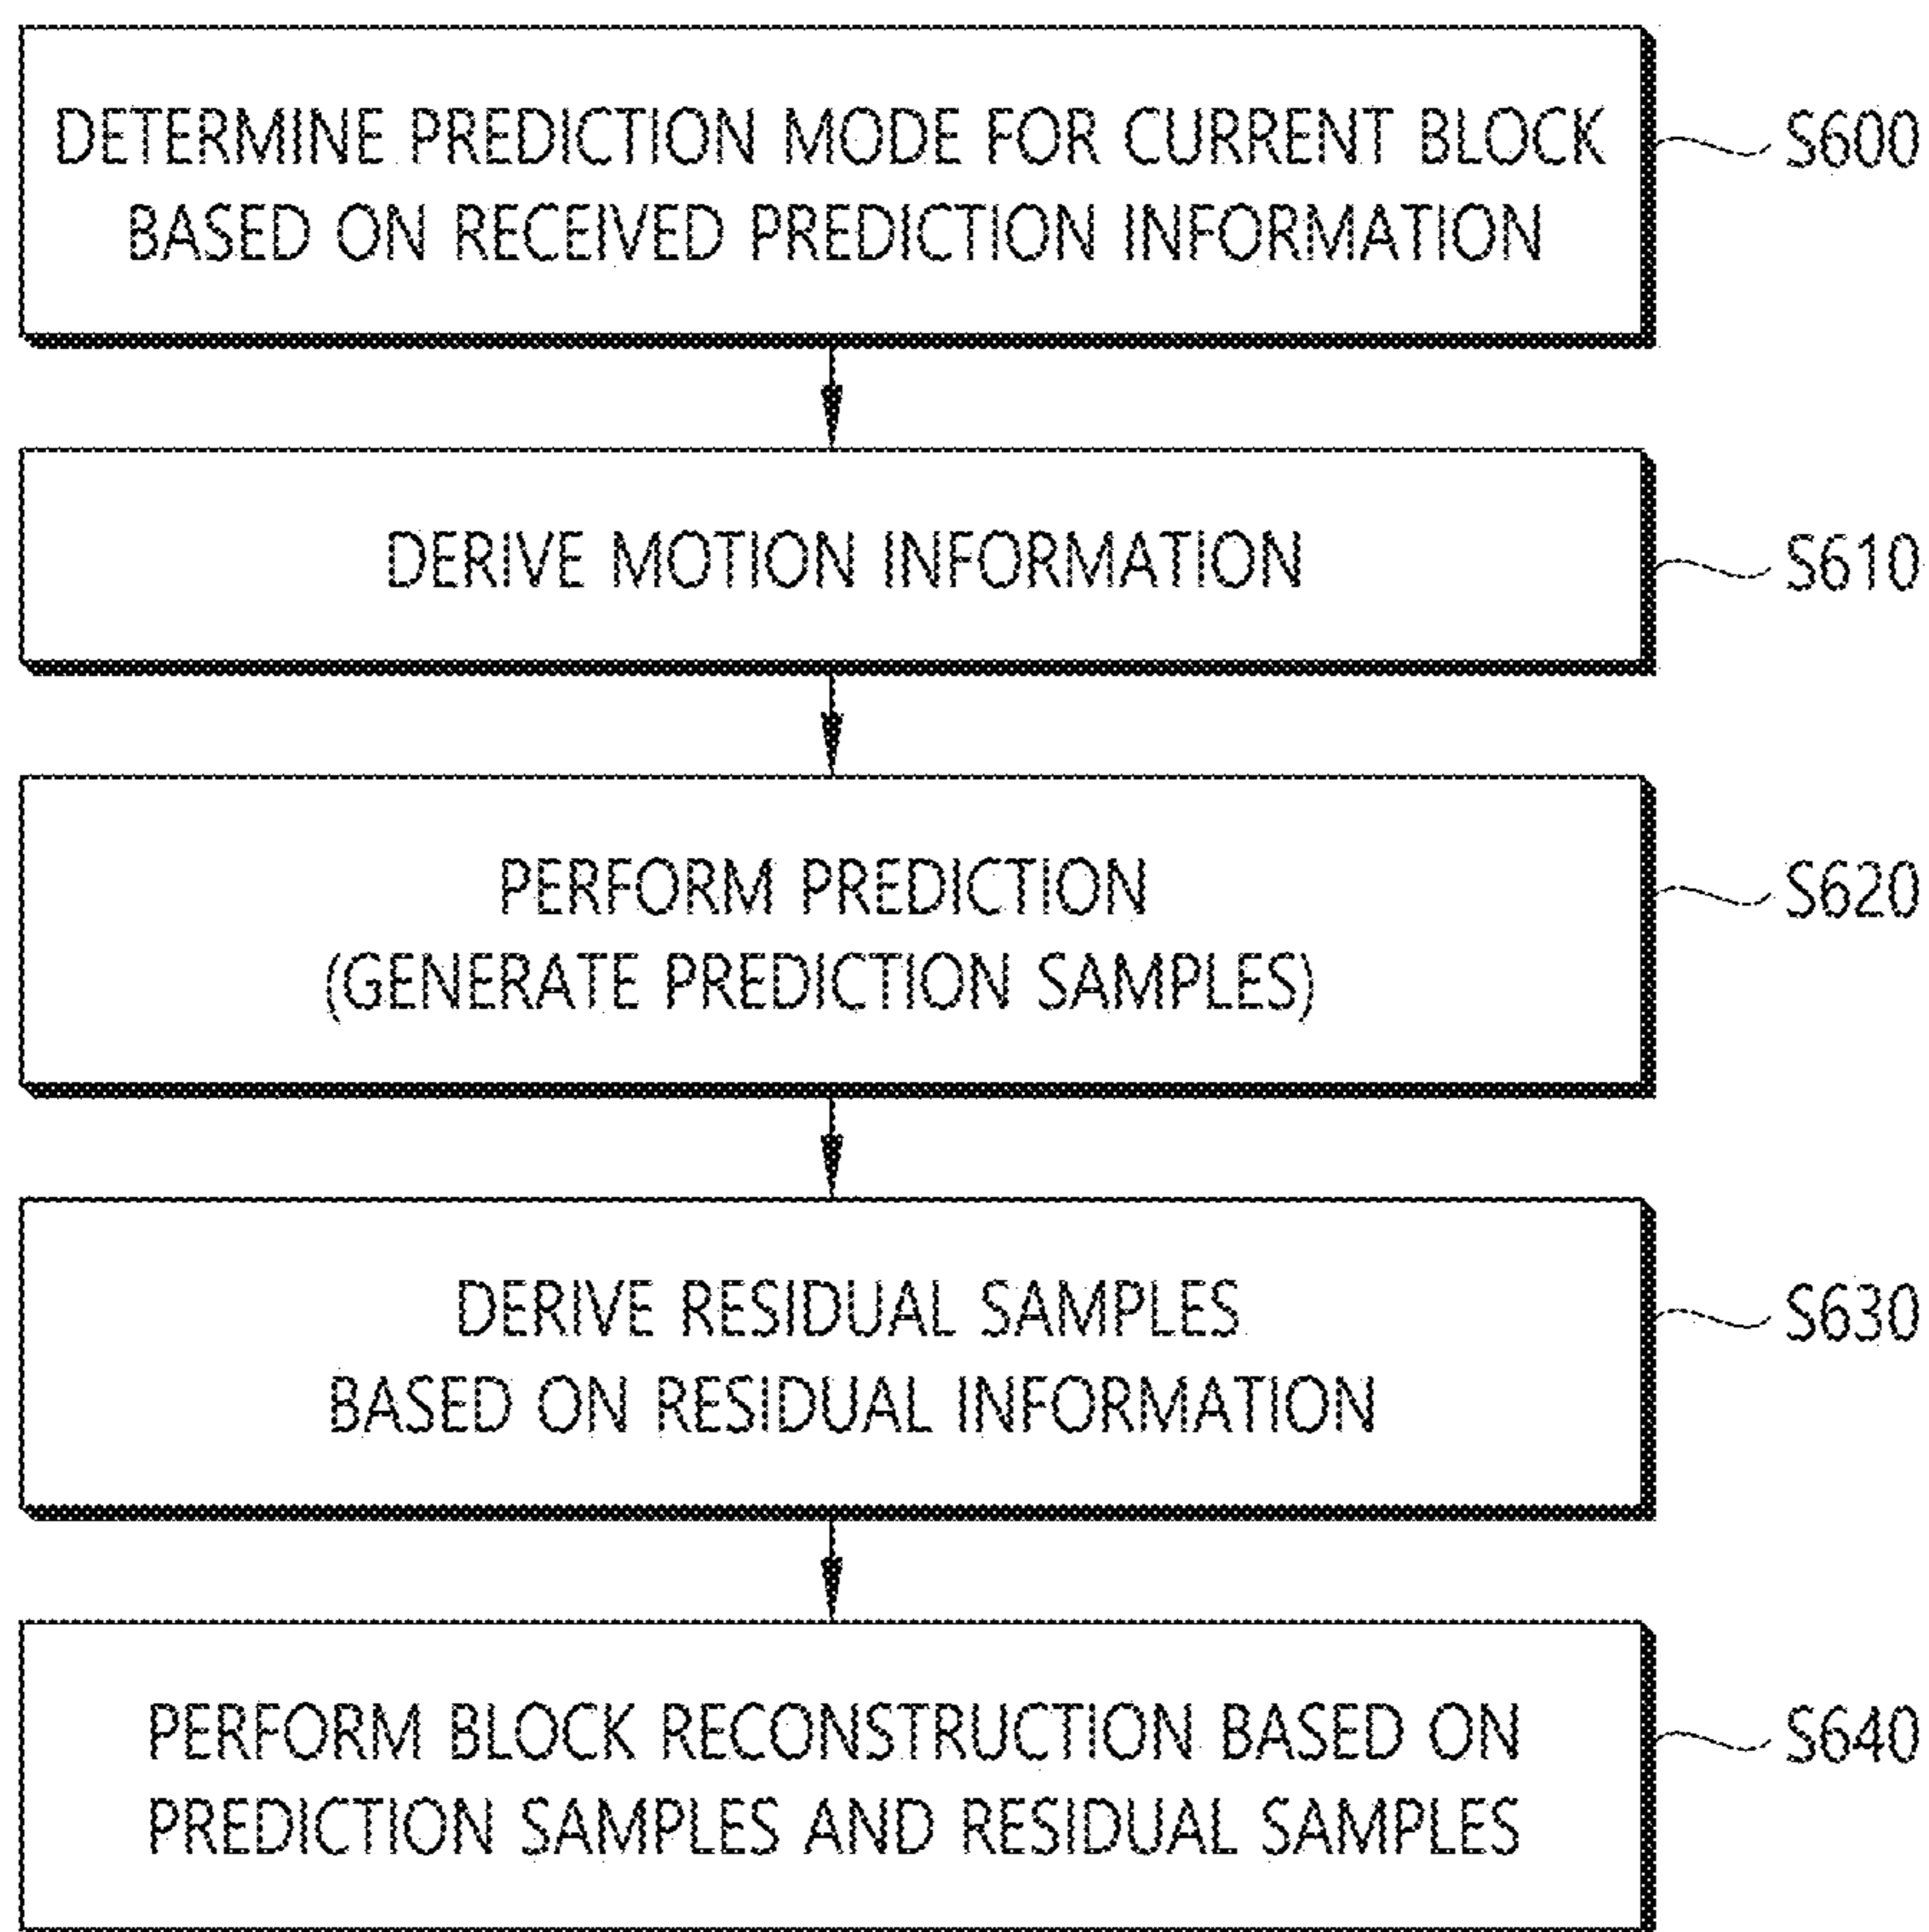 DETERMINE PREDICTION MODE FOR CURRENT BLOCK
BASED ON RECEIVED PREDICTION INFORMATION
S600
DERIVE MOTION INFORMATION
S610
PERFORM PREDICTION
(GENERATE PREDICTION SAMPLES)
S620
DERIVE RESIDUAL SAMPLES
BASED ON RESIDUAL INFORMATION
S630
PERFORM BLOCK RECONSTRUCTION BASED ON
PREDICTION SAMPLES AND RESIDUAL SAMPLES
S640